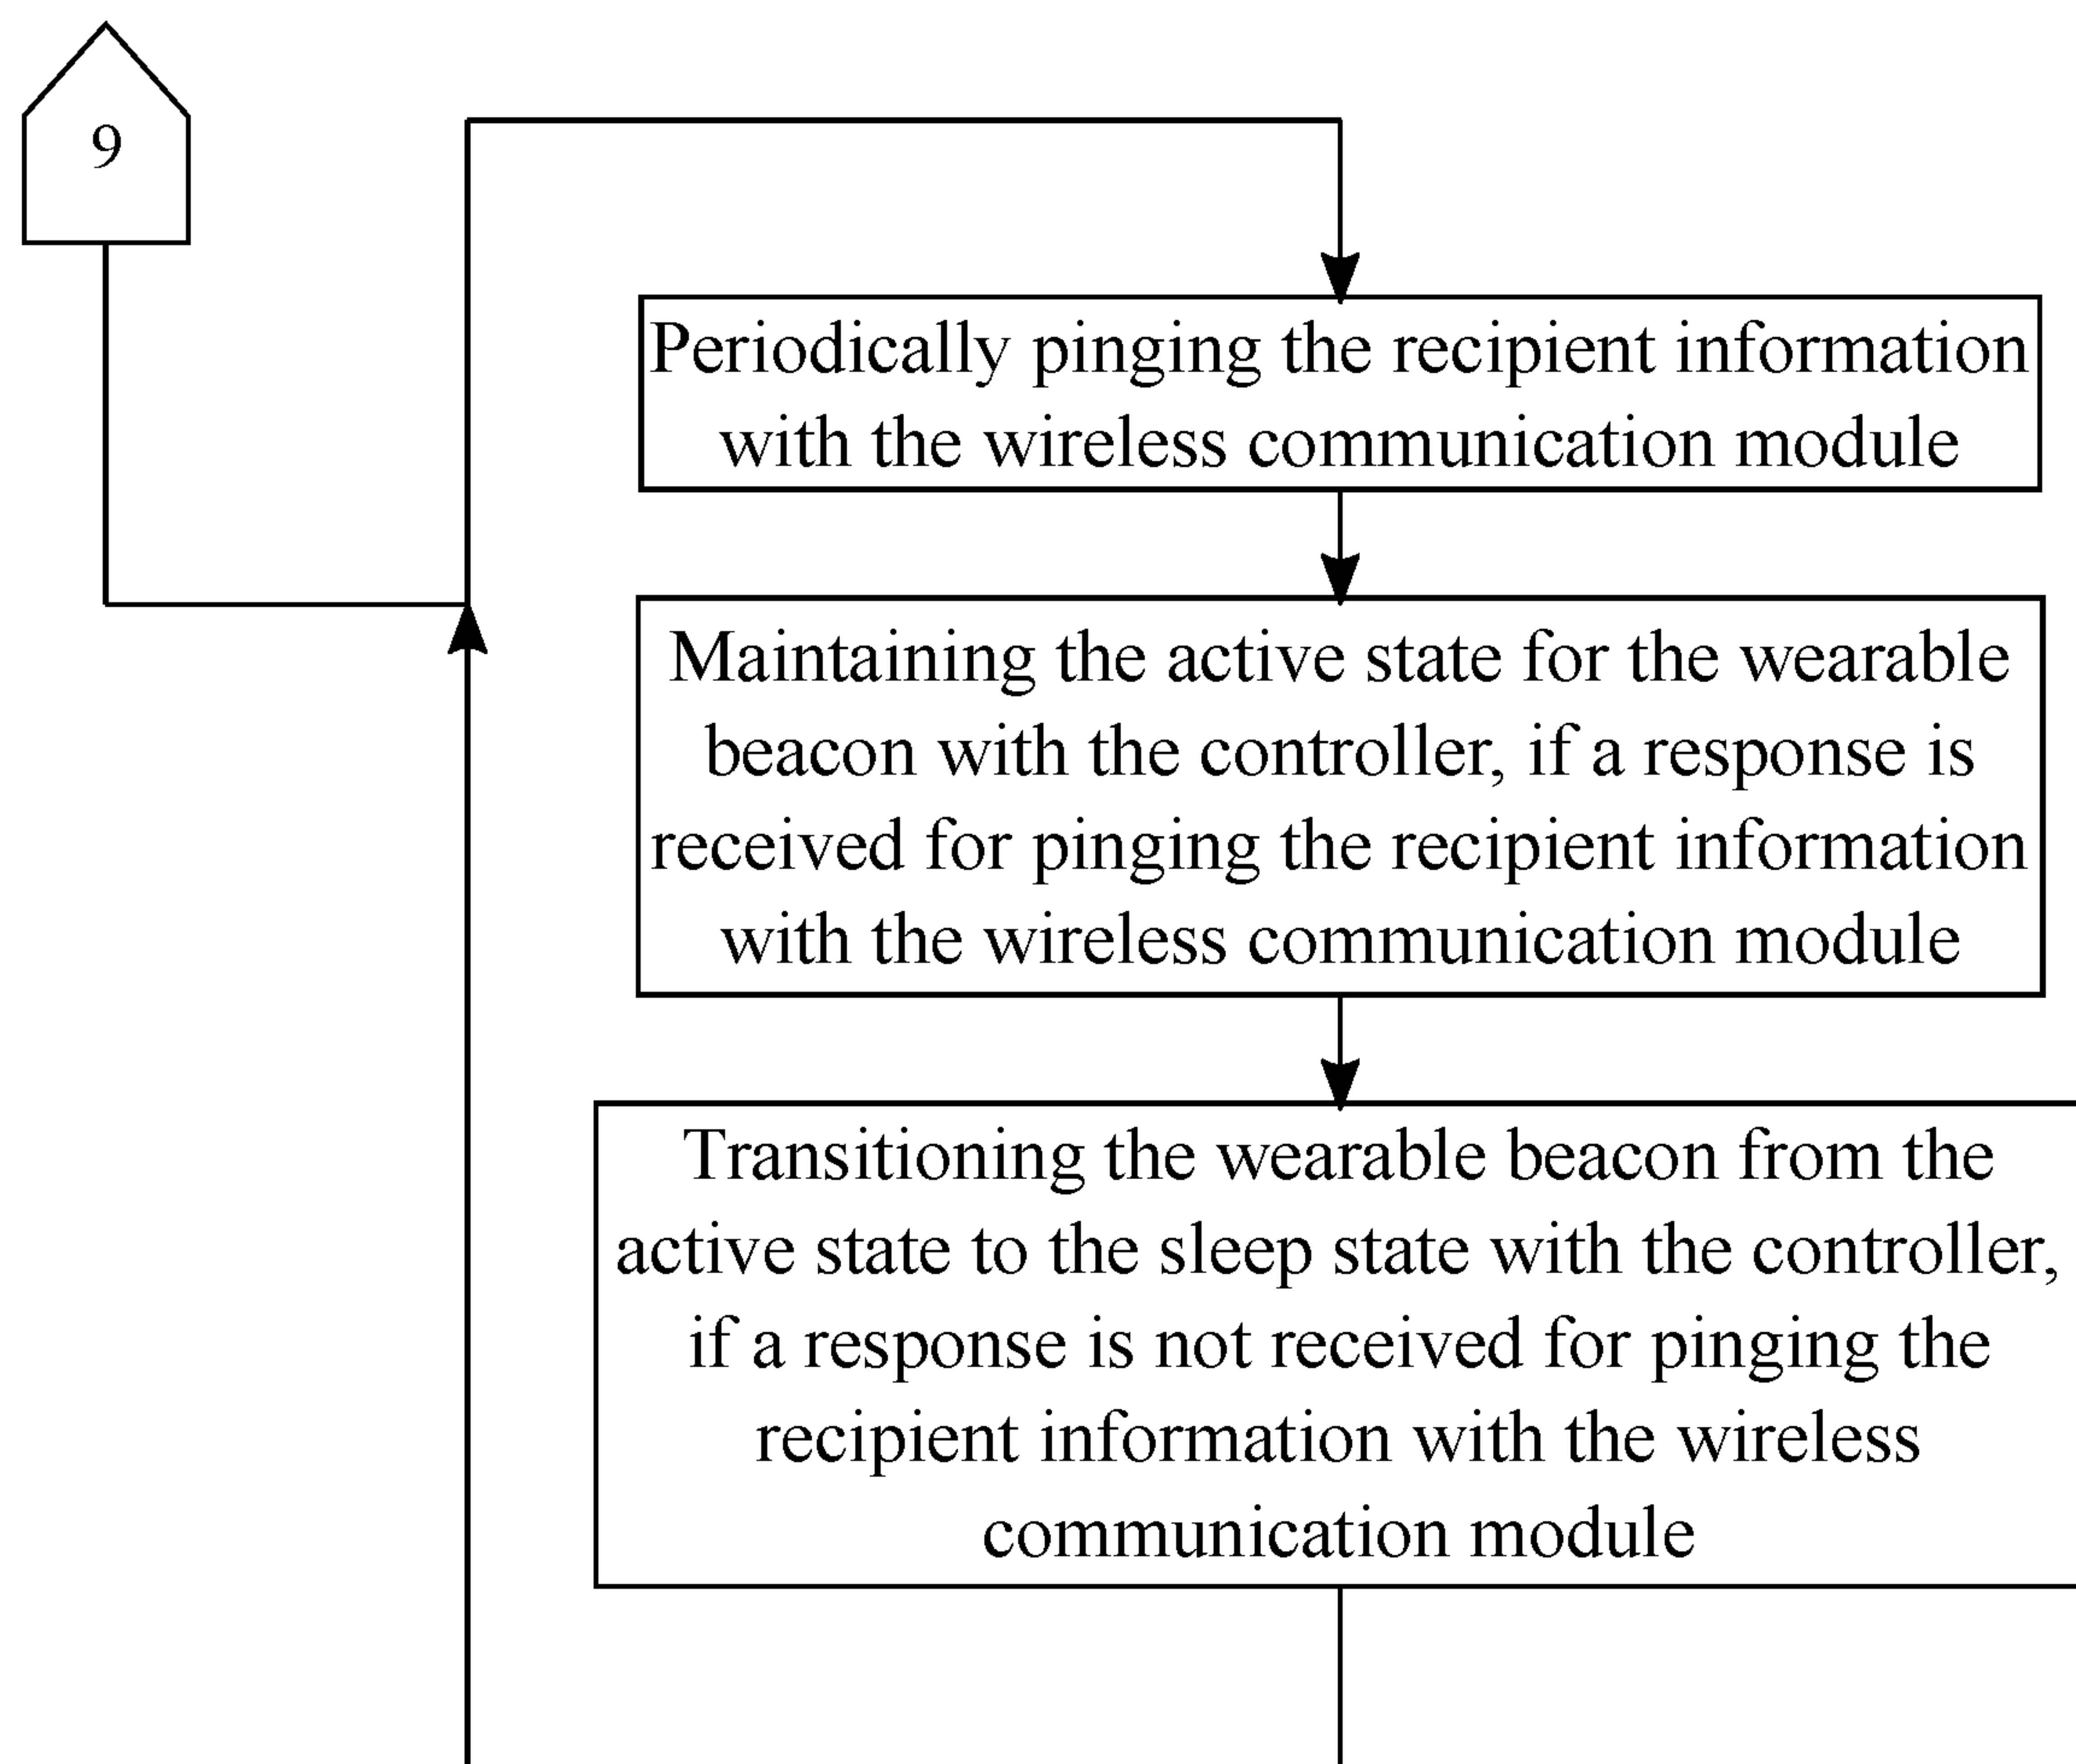 9
Periodically pinging the recipient information
with the wireless communication module
Maintaining the active state for the wearable
beacon with the controller, if a response is
received for pinging the recipient information
with the wireless communication module
Transitioning the wearable beacon from the
active state to the sleep state with the controller,
if a response is not received for pinging the
recipient information with the wireless
communication module